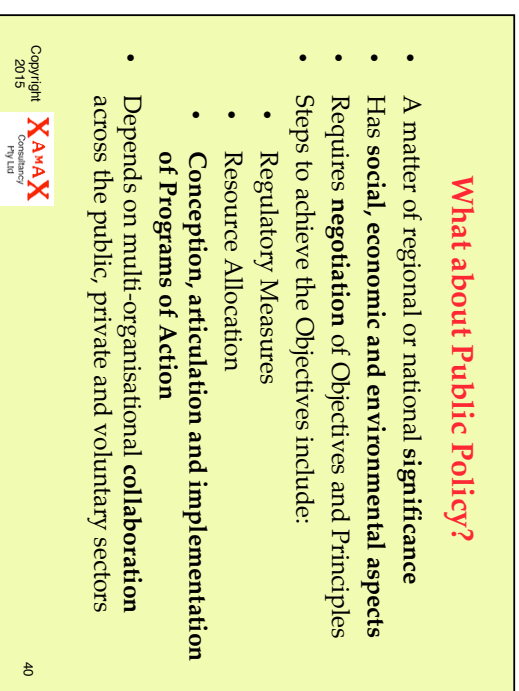 What about Public Policy?
• A matter of regional or national significance
• Has social, economic and environmental aspects
• Requires negotiation of Objectives and Principles
• Steps to achieve the Objectives include:
• Regulatory Measures
• Resource Allocation
• Conception, articulation and implementation
of Programs of Action
• Depends on multi-organisational collaboration
across the public, private and voluntary sectors
Copyright
2015
XAMAX
Consultancy
Pty Ltd
40